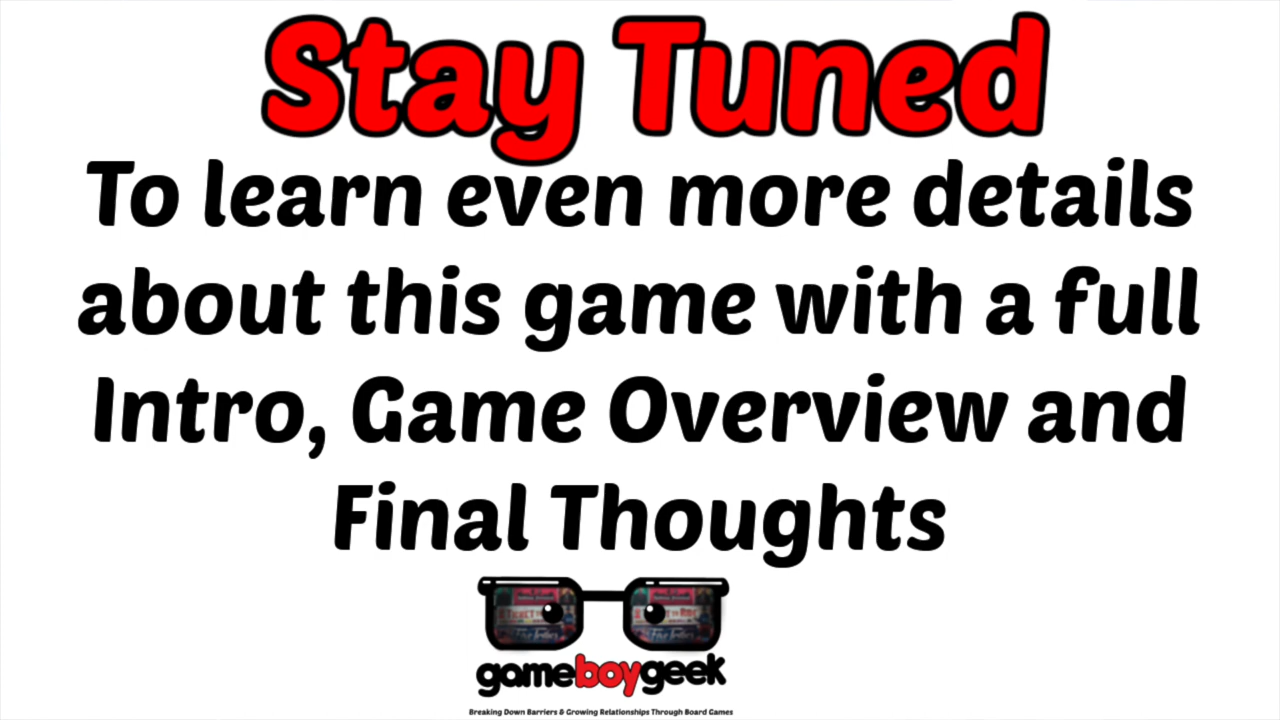 Stay Tuned
To learn even more details
about this game with a full
Intro, Game Overview and
Final Thoughts
gameboygeek
Breaking Down Barriers & Growing Relationships Through Board Games